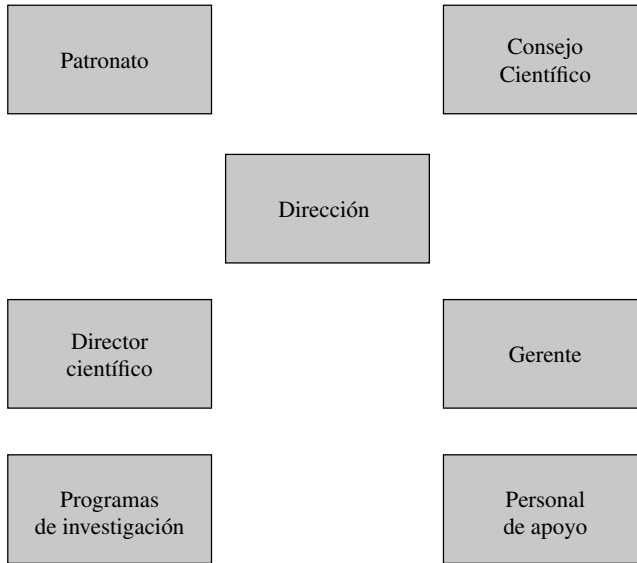 Patronato
Consejo
Científico
Dirección
Director
científico
Gerente
Programas
de investigación
Personal
de apoyo